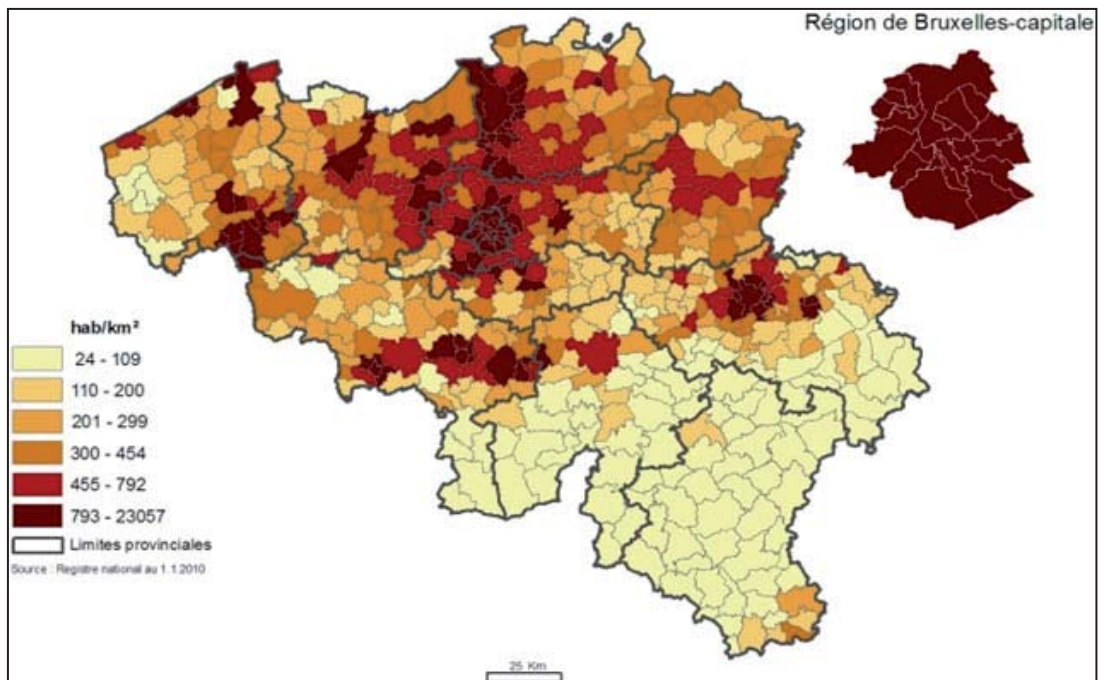 Région de Bruxelles-capitale
hab/km²
24 - 109
110 - 200
201 - 299
300 - 454
455 - 792
793 - 23057
Limites provinciales
Source : Registre national au 1.1.2010
25 Km